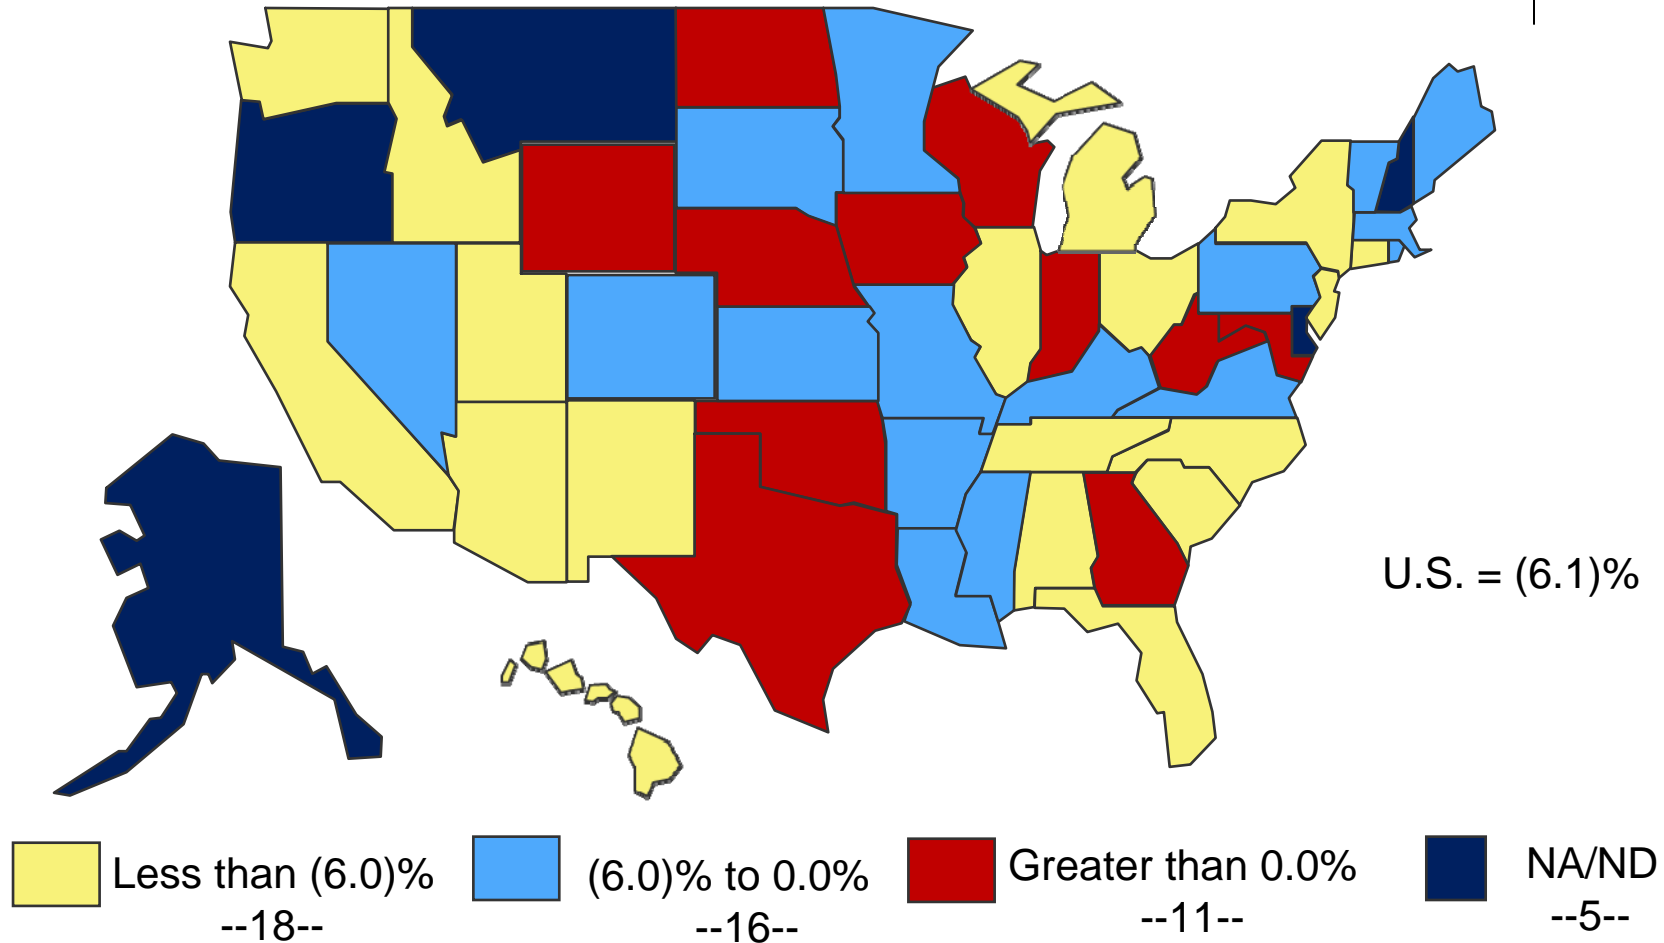 U.S. = (6.1)%
Less than (6.0)%
--18--
(6.0)% to 0.0%
--16--
Greater than 0.0%
--11--
NA/ND
--5--